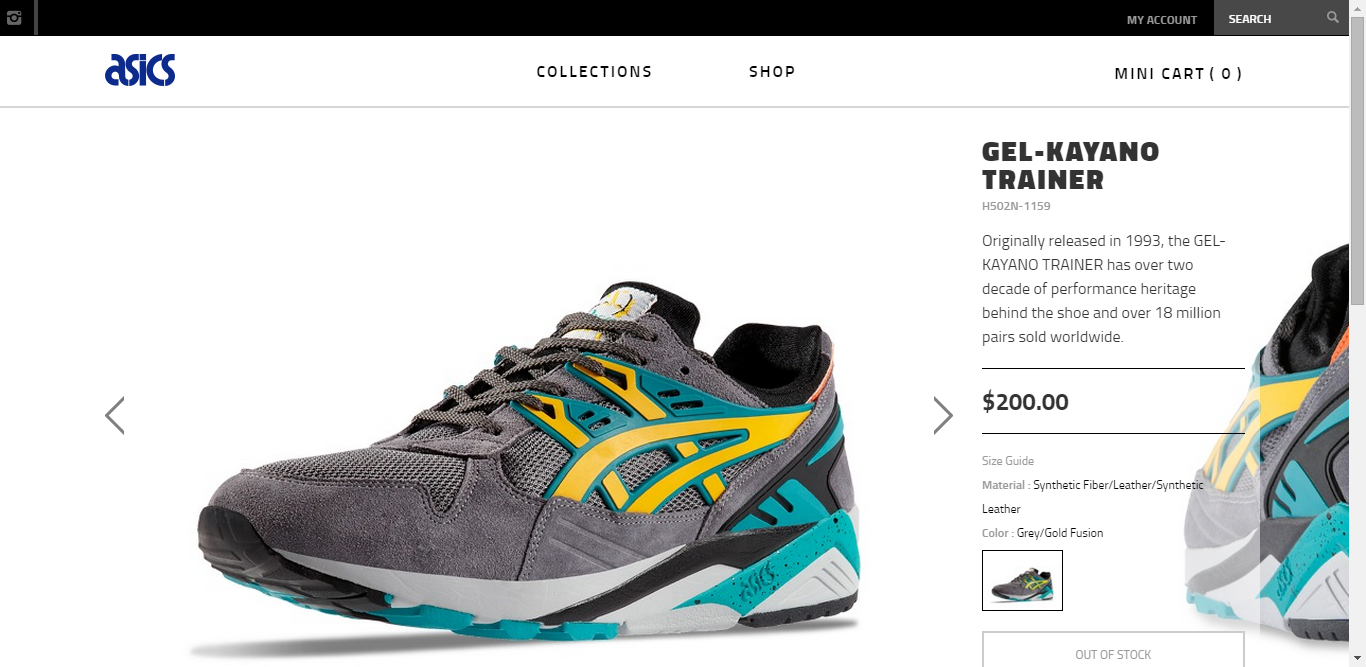 MY ACCOUNT
SEARCH
asics
COLLECTIONS
SHOP
MINI CART ( 0 )
GEL-KAYANO
TRAINER
H502N-1159
Originally released in 1993, the GEL-
KAYANO TRAINER has over two
decade of performance heritage
behind the shoe and over 18 million
pairs sold worldwide.
$200.00
Size Guide
Material : Synthetic Fiber/Leather/Synthetic
Leather
Color : Grey/Gold Fusion
asics
OUT OF STOCK